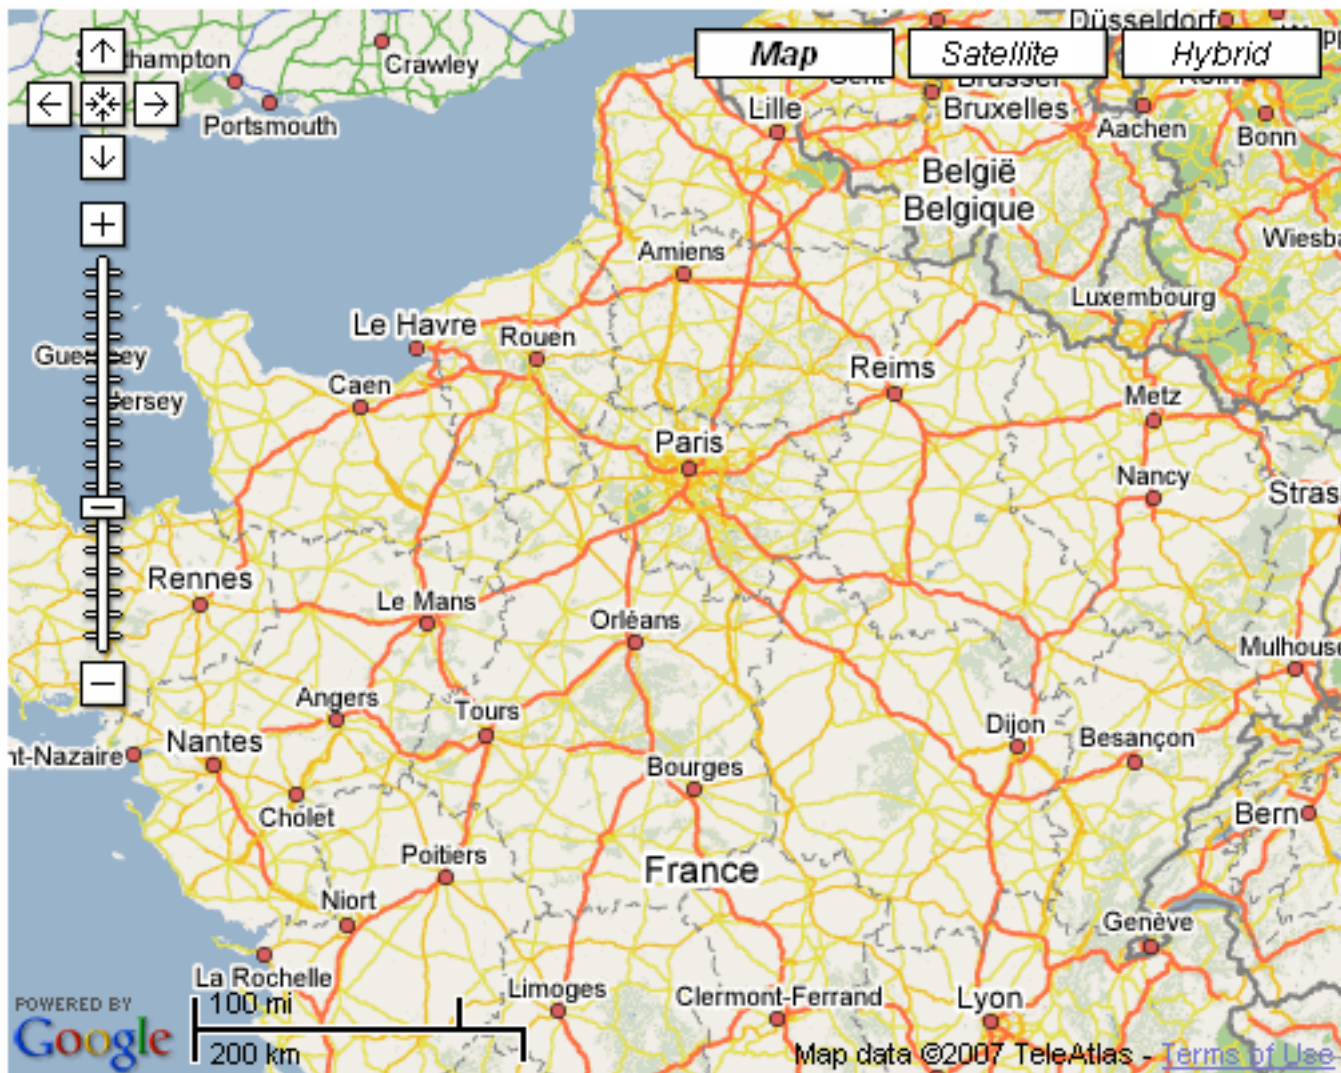 Düsseldorf
Map
Satellite
Hybrid
Crawley
Portsmouth
Lille
Bruxelles
Aachen
Bonn
België
Belgique
Amiens
Luxembourg
Le Havre
Rouen
Reims
Caen
Metz
Paris
Nancy
Rennes
Le Mans
Orléans
Angers
Tours
Dijon
Besançon
Nantes
Bourges
Cholet
Bern
Poitiers
France
Niort
Genève
La Rochelle
Limoges
Clermont-Ferrand
Lyon
POWERED BY
Google
100 mi
200 km
Map data ©2007 TeleAtlas - Terms of Use